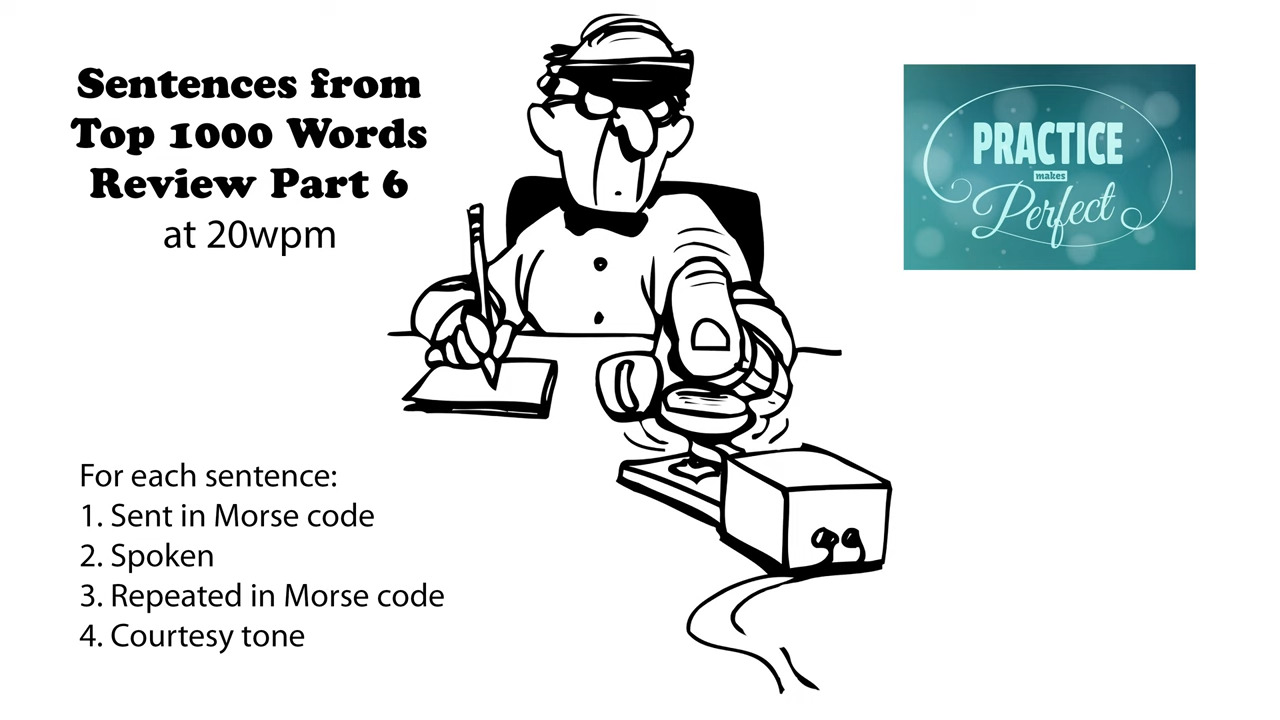 Sentences from
Top 1000 Words
Review Part 6
at 20wpm
PRACTICE
makes
Perfect
For each sentence:
1. Sent in Morse code
2. Spoken
3. Repeated in Morse code
4. Courtesy tone